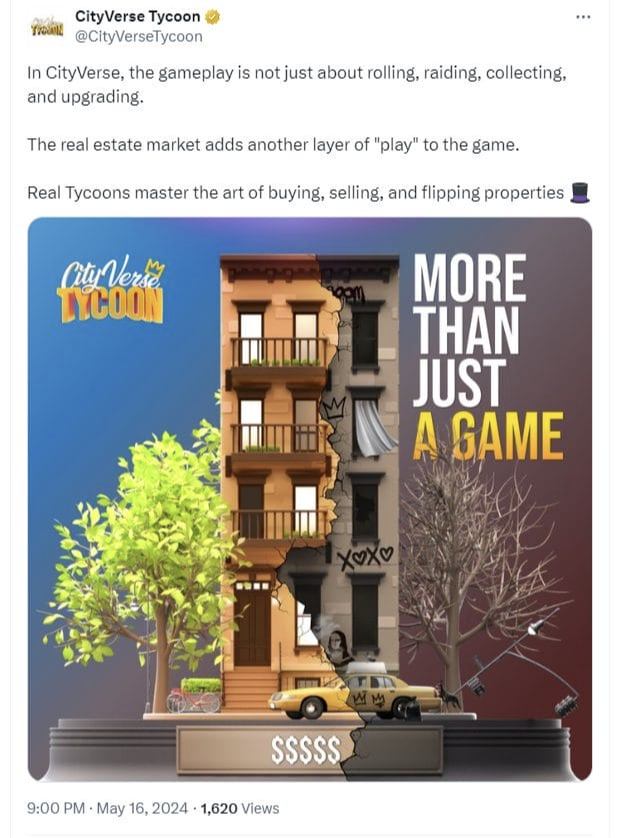 CityVerse Tycoon
@CityVerseTycoon
In CityVerse, the gameplay is not just about rolling, raiding, collecting,
and upgrading.
The real estate market adds another layer of "play" to the game.
Real Tycoons master the art of buying, selling, and flipping properties 🎩
CityVerse
TYCOON
MORE
THAN
JUST
A GAME
XOXO
$$$$$
9:00 PM · May 16, 2024 · 1,620 Views